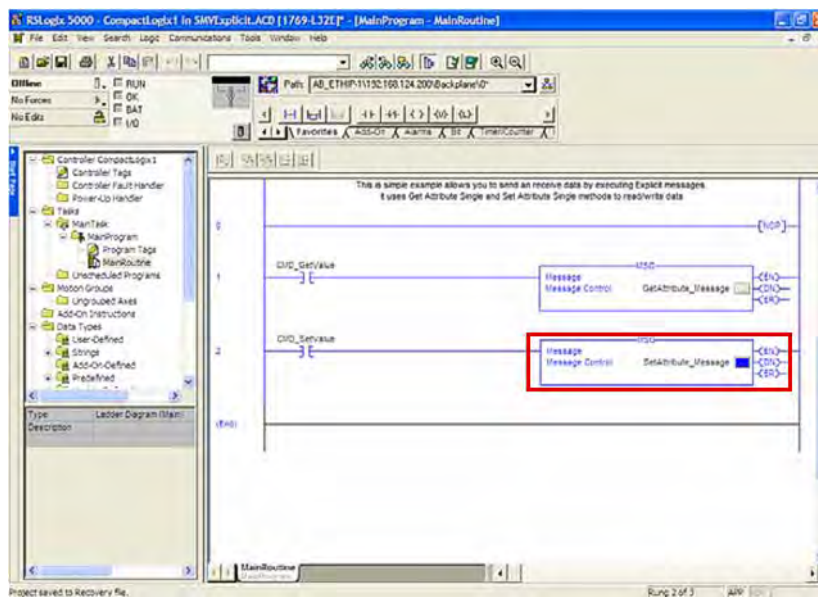 RSLogix 5000 - CompactLogix1 in SMVExplicit.ACD [1769-L32E]* - [MainProgram - MainRoutine]
File Edit View Search Logic Communications Tools Window Help
Offline
RUN
No Forces
OK
No Edits
BAT
I/O
Path: AB_ETHIP-1\192.168.124.200\Backplane\0*
Favorites Add-On Alarms Bit Timer/Counter
Start Page
Controller CompactLogix1
Controller Tags
Controller Fault Handler
Power-Up Handler
Tasks
MainTask
MainProgram
Program Tags
MainRoutine
Unscheduled Programs
Motion Groups
Ungrouped Axes
Add-On Instructions
Data Types
User-Defined
Strings
Add-On-Defined
Predefined
Type Ladder Diagram (Main)
Description
This is simple example allows you to send an receive data by executing Explicit messages.
It uses Get Attribute Single and Set Attribute Single methods to read/write data
0
NOP
1
CMD_GetValue
MSG
Message
Message Control GetAttribute_Message ...
EN
DN
ER
2
CMD_SetValue
MSG
Message
Message Control SetAttribute_Message
EN
DN
ER
(End)
MainRoutine
MainProgram
Project saved to Recovery file.
Rung 2 of 3 APP